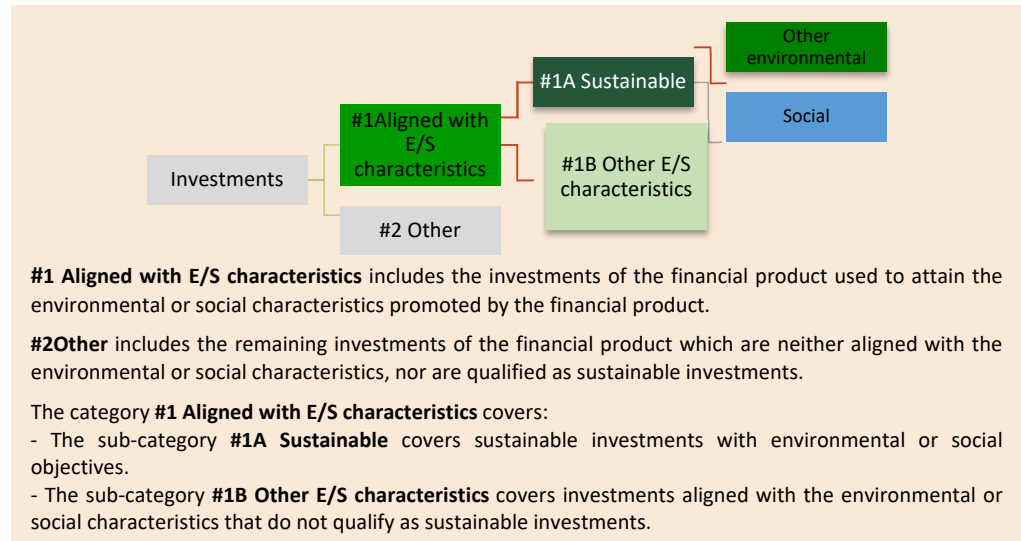 Other
environmental
#1A Sustainable
Social
#1Aligned with
E/S
characteristics
#1B Other E/S
characteristics
Investments
#2 Other
#1 Aligned with E/S characteristics includes the investments of the financial product used to attain the
environmental or social characteristics promoted by the financial product.
#2Other includes the remaining investments of the financial product which are neither aligned with the
environmental or social characteristics, nor are qualified as sustainable investments.
The category #1 Aligned with E/S characteristics covers:
- The sub-category #1A Sustainable covers sustainable investments with environmental or social
objectives.
- The sub-category #1B Other E/S characteristics covers investments aligned with the environmental or
social characteristics that do not qualify as sustainable investments.